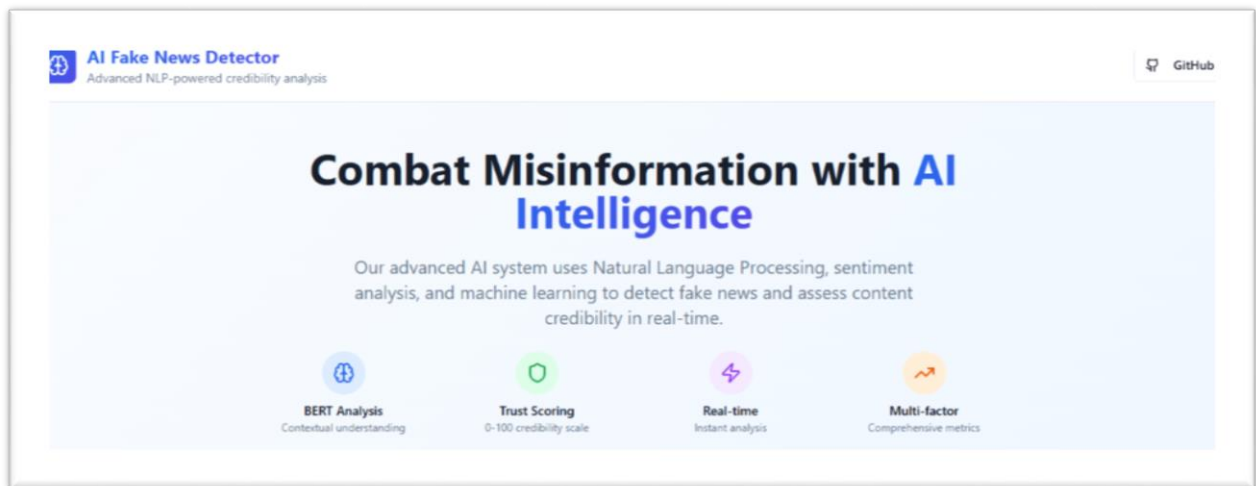 AI Fake News Detector
Advanced NLP-powered credibility analysis
GitHub
Combat Misinformation with AI
Intelligence
Our advanced AI system uses Natural Language Processing, sentiment
analysis, and machine learning to detect fake news and assess content
credibility in real-time.
BERT Analysis
Contextual understanding
Trust Scoring
0-100 credibility scale
Real-time
Instant analysis
Multi-factor
Comprehensive metrics